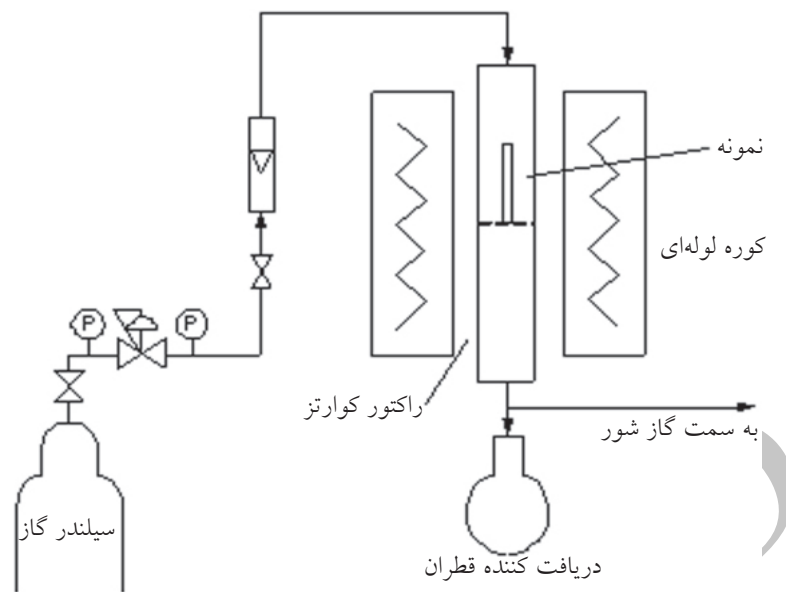 نمونه
کوره لوله‌ای
P
P
راکتور کوارتز
به سمت گاز شور
سیلندر گاز
دریافت کننده قطران